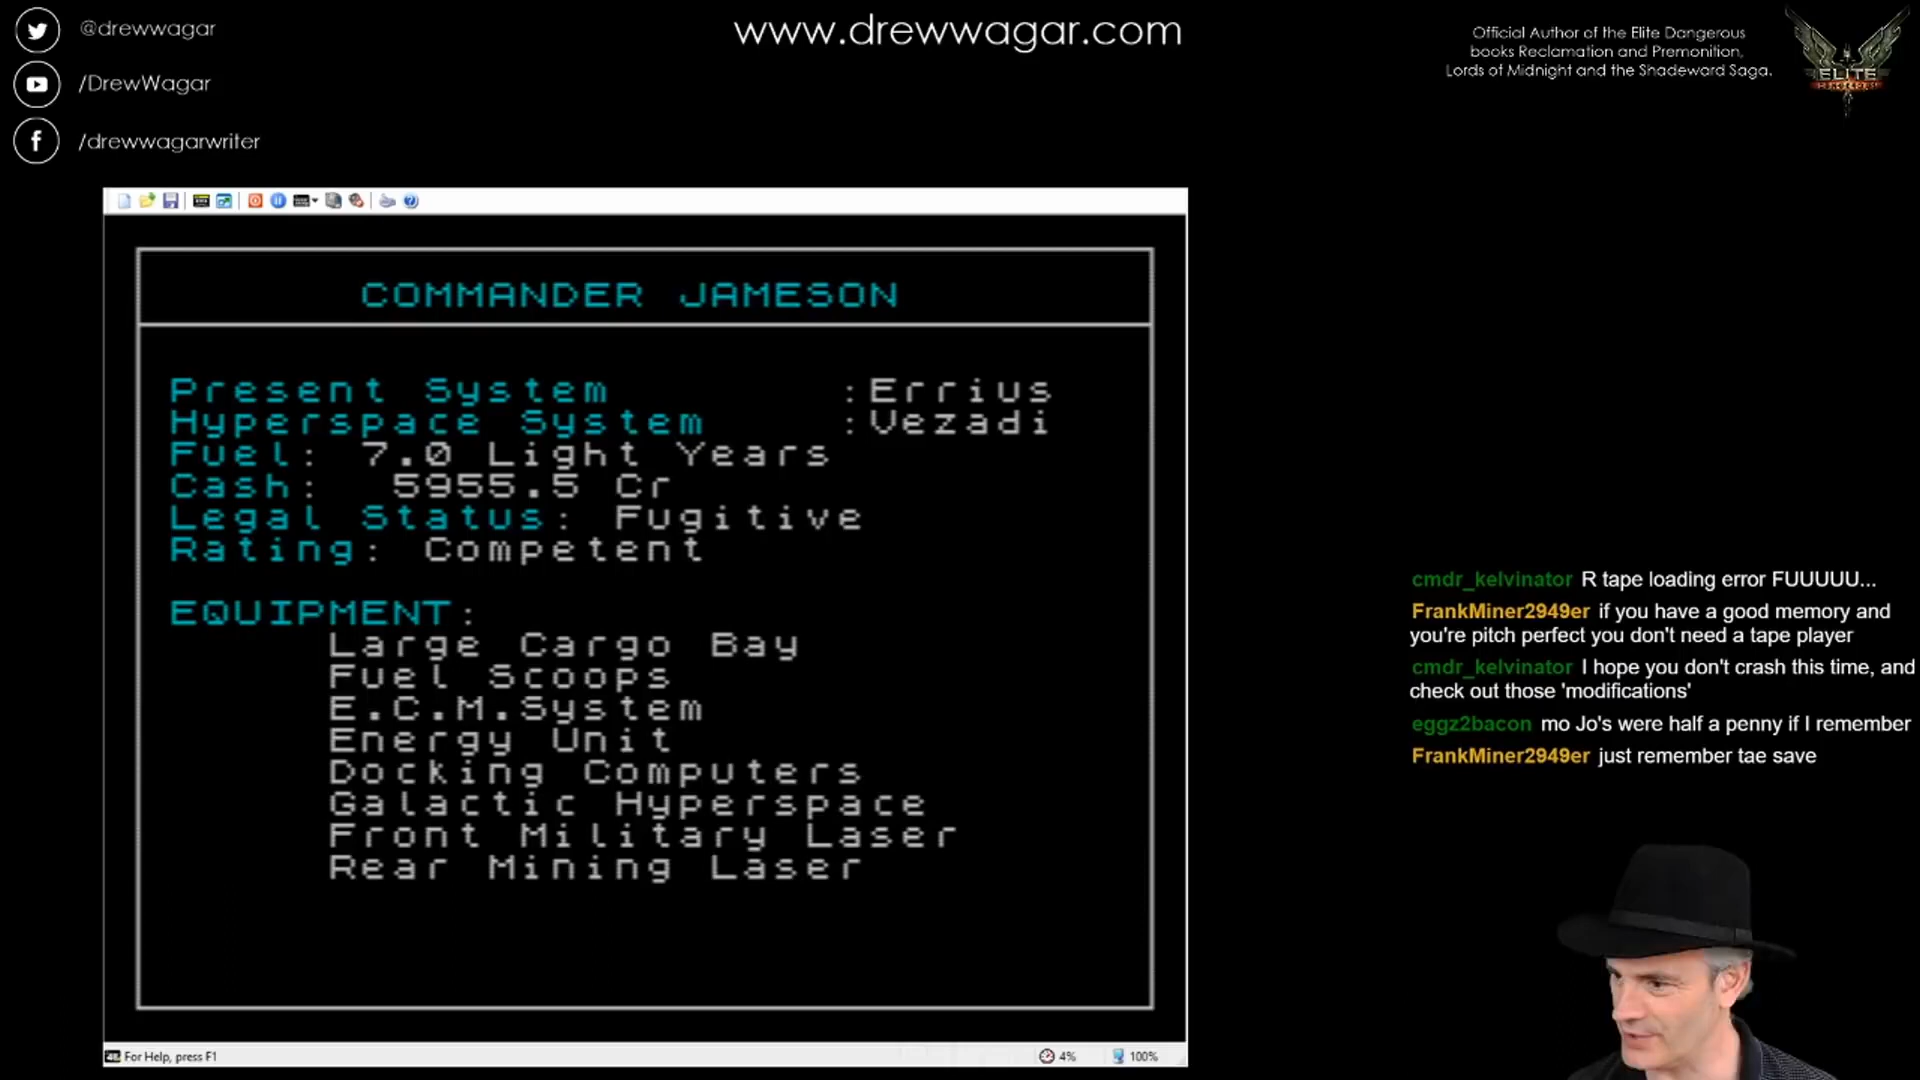 @drewwagar
/DrewWagar
/drewwagarwriter
www.drewwagar.com
Official Author of the Elite Dangerous
books Reclamation and Premonition,
Lords of Midnight and the Shadeward Saga.
ELITE
DANGEROUS
COMMANDER JAMESON
Present System :Errius
Hyperspace System :Vezadi
Fuel: 7.0 Light Years
Cash: 5955.5 Cr
Legal Status: Fugitive
Rating: Competent
EQUIPMENT:
Large Cargo Bay
Fuel Scoops
E.C.M.System
Energy Unit
Docking Computers
Galactic Hyperspace
Front Military Laser
Rear Mining Laser
For Help, press F1
4%
100%
cmdr_kelvinator R tape loading error FUUUUU...
FrankMiner2949er if you have a good memory and
you're pitch perfect you don't need a tape player
cmdr_kelvinator I hope you don't crash this time, and
check out those 'modifications'
eggz2bacon mo Jo's were half a penny if I remember
FrankMiner2949er just remember tae save